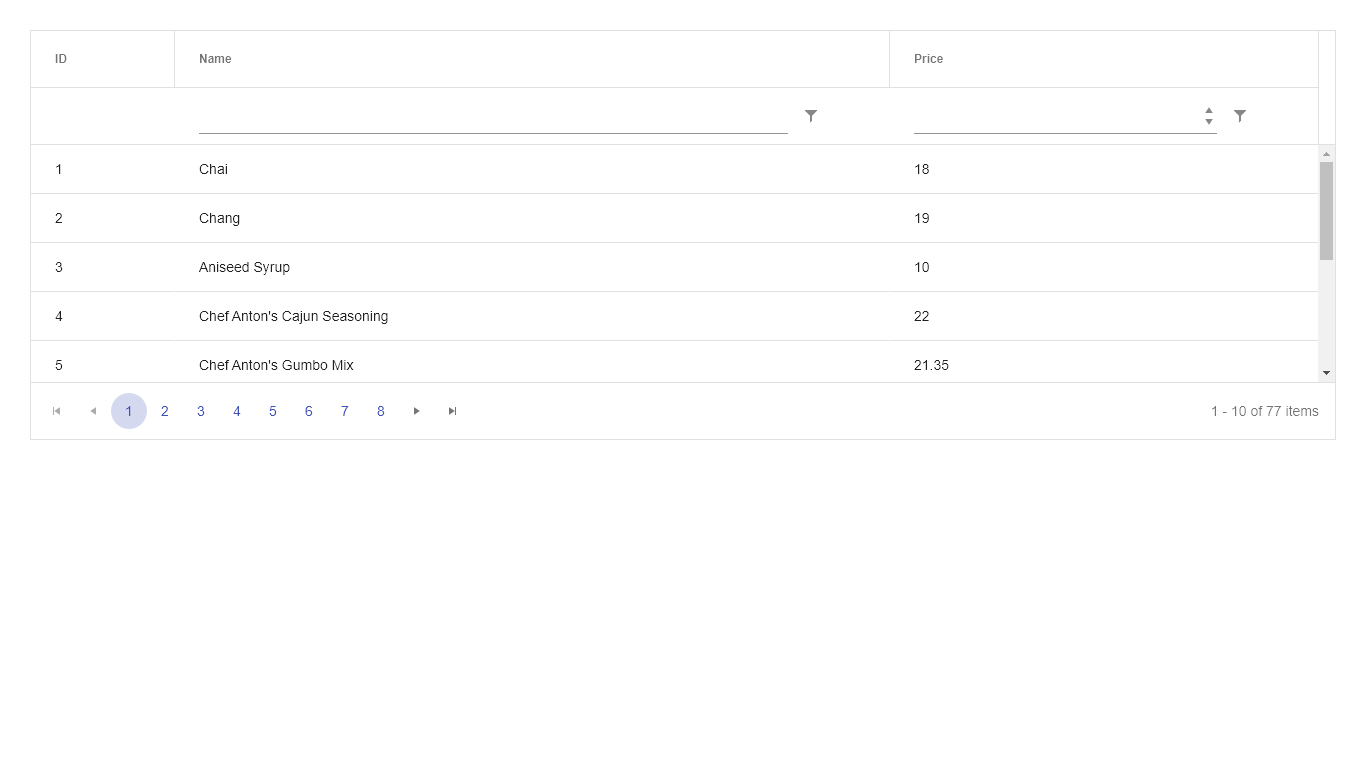 ID Name Price
1 Chai 18
2 Chang 19
3 Aniseed Syrup 10
4 Chef Anton's Cajun Seasoning 22
5 Chef Anton's Gumbo Mix 21.35
1 2 3 4 5 6 7 8 1 - 10 of 77 items